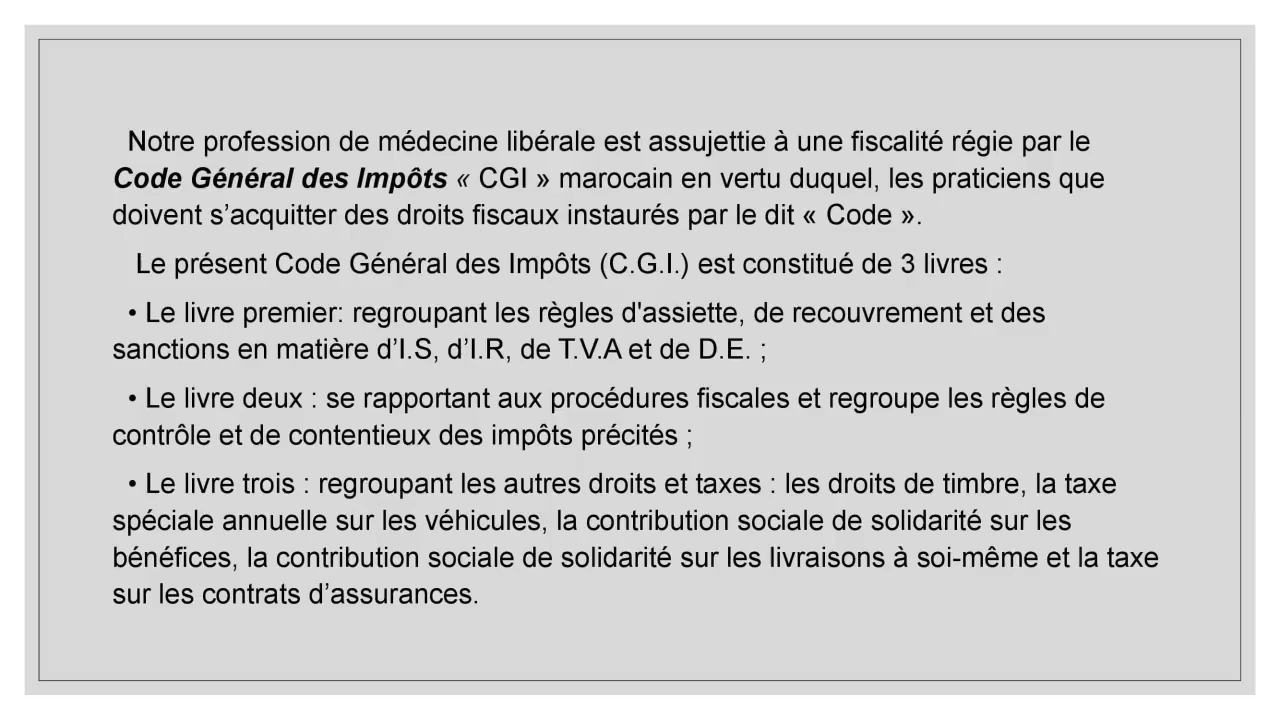 Notre profession de médecine libérale est assujettie à une fiscalité régie par le
Code Général des Impôts « CGI » marocain en vertu duquel, les praticiens que
doivent s’acquitter des droits fiscaux instaurés par le dit « Code ».
Le présent Code Général des Impôts (C.G.I.) est constitué de 3 livres :
• Le livre premier: regroupant les règles d'assiette, de recouvrement et des
sanctions en matière d’I.S, d’I.R, de T.V.A et de D.E. ;
• Le livre deux : se rapportant aux procédures fiscales et regroupe les règles de
contrôle et de contentieux des impôts précités ;
• Le livre trois : regroupant les autres droits et taxes : les droits de timbre, la taxe
spéciale annuelle sur les véhicules, la contribution sociale de solidarité sur les
bénéfices, la contribution sociale de solidarité sur les livraisons à soi-même et la taxe
sur les contrats d’assurances.